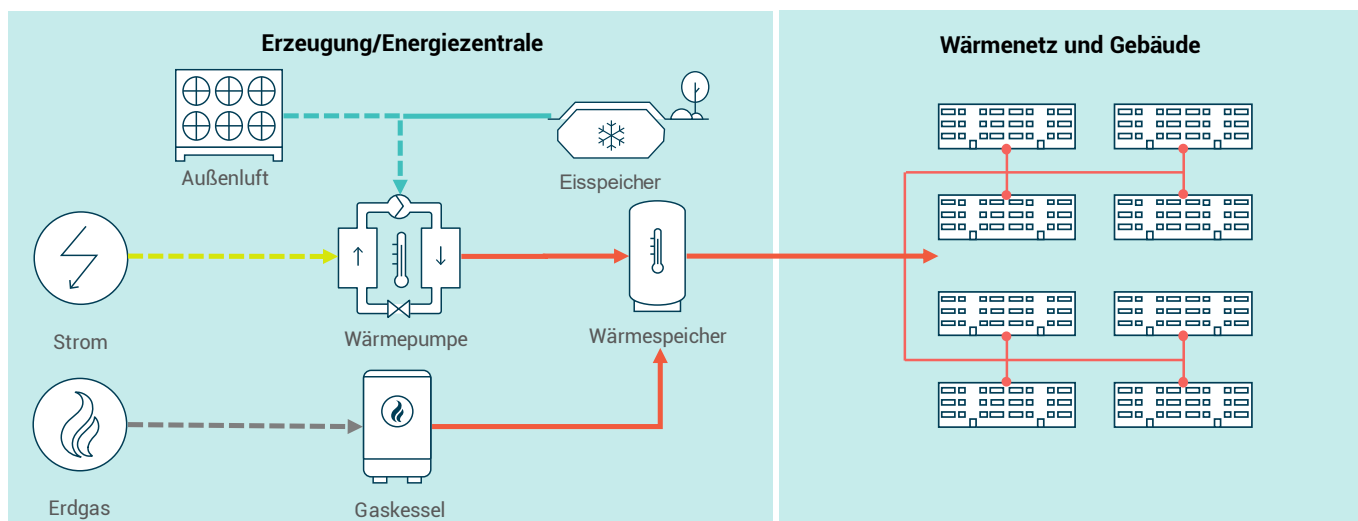 Erzeugung/Energiezentrale
Wärmenetz und Gebäude
Außenluft
Eisspeicher
Strom
Wärmepumpe
Wärmespeicher
Erdgas
Gaskessel